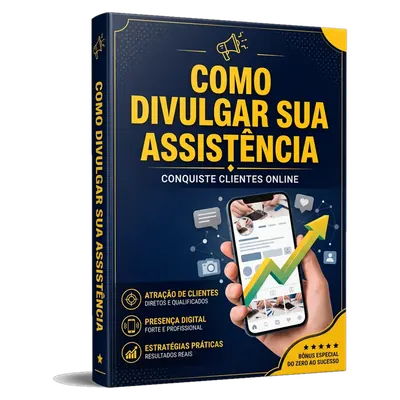 COMO
DIVULGAR SUA
ASSISTÊNCIA
CONQUISTE CLIENTES ONLINE
ATRAÇÃO DE CLIENTES
DIRETOS E QUALIFICADOS
PRESENÇA DIGITAL
FORTE E PROFISSIONAL
ESTRATÉGIAS PRÁTICAS
RESULTADOS REAIS
BÔNUS ESPECIAL
DO ZERO AO SUCESSO
COMO DIVULGAR SUA ASSISTÊNCIA